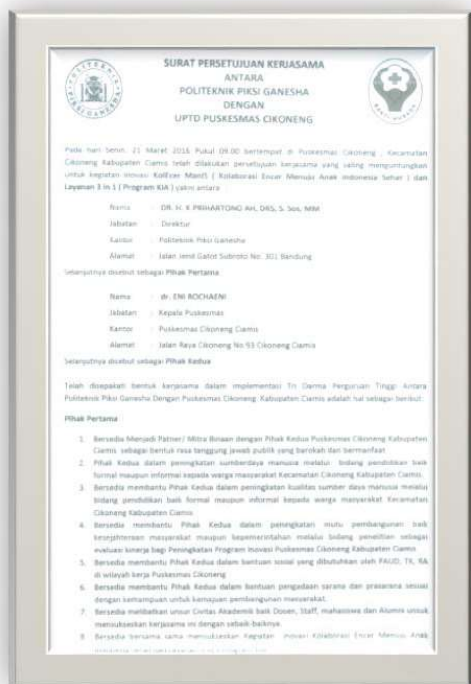 SURAT PERSETUJUAN KERJASAMA
ANTARA
POLITEKNIK PIKSI GANESHA
DENGAN
UPTD PUSKESMAS CIKONENG
Pada hari Senin, 21 Maret 2016 Pukul 09.00 bertempat di Puskesmas Cikoneng , Kecamatan
Cikoneng Kabupaten Ciamis telah dilakukan persetujuan kerjasama yang saling menguntungkan
untuk kegiatan Inovasi KolEcer ManIS ( Kolaborasi Encer Menuju Anak Indonesia Sehat ) dan
Layanan 3 in 1 ( Program KIA ) yakni antara
Nama : DR. H. K PRIHARTONO AH, DRS, S. Sos, MM
Jabatan : Direktur
Kantor : Politeknik Piksi Ganesha
Alamat : Jalan Jend Gatot Subroto No. 301 Bandung
Selanjutnya disebut sebagai Pihak Pertama
Nama : dr. ENI ROCHAENI
Jabatan : Kepala Puskesmas
Kantor : Puskesmas Cikoneng Ciamis
Alamat : Jalan Raya Cikoneng No 93 Cikoneng Ciamis
Selanjutnya disebut sebagai Pihak Kedua
Telah disepakati bentuk kerjasama dalam implementasi Tri Darma Perguruan Tinggi Antara
Politeknik Piksi Ganesha Dengan Puskesmas Cikoneng Kabupaten Ciamis adalah hal sebagai berikut:
Pihak Pertama
1. Bersedia Menjadi Patner/ Mitra Binaan dengan Pihak Kedua Puskesmas Cikoneng Kabupaten
Ciamis sebagai bentuk rasa tanggung jawab publik yang barokah dan bermanfaat
2. Pihak Kedua dalam peningkatan sumberdaya manusia melalui bidang pendidikan baik
formal maupun informal kepada warga masyarakat Kecamatan Cikoneng Kabupaten Ciamis.
3. Bersedia membantu Pihak Kedua dalam peningkatan kualitas sumber daya manusia melalui
bidang pendidikan baik formal maupun informal kepada warga masyarakat Kecamatan
Cikoneng Kabupaten Ciamis
4. Bersedia membantu Pihak Kedua dalam peningkatan mutu pembangunan baik
kesejahteraan masyarakat maupun kepemerintahan melalui bidang penelitian sebagai
evaluasi kinerja bagi Peningkatan Program Inovasi Puskesmas Cikoneng Kabupaten Ciamis
5. Bersedia membantu Pihak Kedua dalam bantuan sosial yang dibutuhkan oleh PAUD, TK, RA
di wilayah kerja Puskesmas Cikoneng
6. Bersedia membantu Pihak Kedua dalam Bentuan pengadaan sarana dan prasarana sesuai
dengan kemampuan untuk kemajuan pembangunan masyarakat.
7. Bersedia melibatkan unsur Civitas Akademik baik Dosen, Staff, mahasiswa dan Alumni untuk
mensukseskan kerjasama ini dengan sebaik-baiknya.
Bersedia bersama sama mensukseskan Kegiatan Inovasi Kolaborasi Encer Menuju Anak